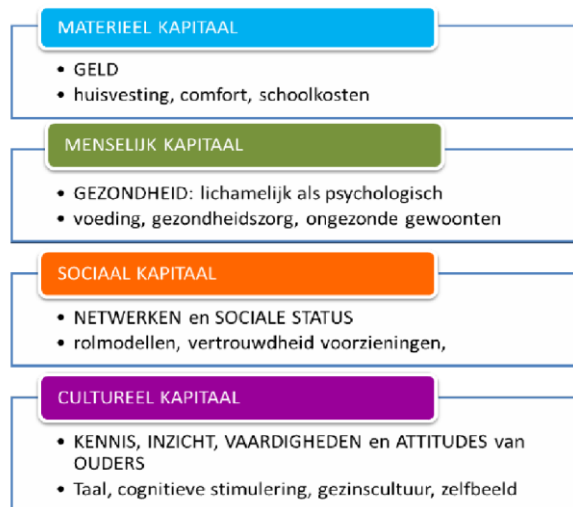 MATERIEEL KAPITAAL
• GELD
• huisvesting, comfort, schoolkosten
MENSELIJK KAPITAAL
• GEZONDHEID: lichamelijk als psychologisch
• voeding, gezondheidszorg, ongezonde gewoonten
SOCIAAL KAPITAAL
• NETWERKEN en SOCIALE STATUS
• rolmodellen, vertrouwdheid voorzieningen,
CULTUREEL KAPITAAL
• KENNIS, INZICHT, VAARDIGHEDEN en ATTITUDES van
OUDERS
• Taal, cognitieve stimulering, gezinscultuur, zelfbeeld